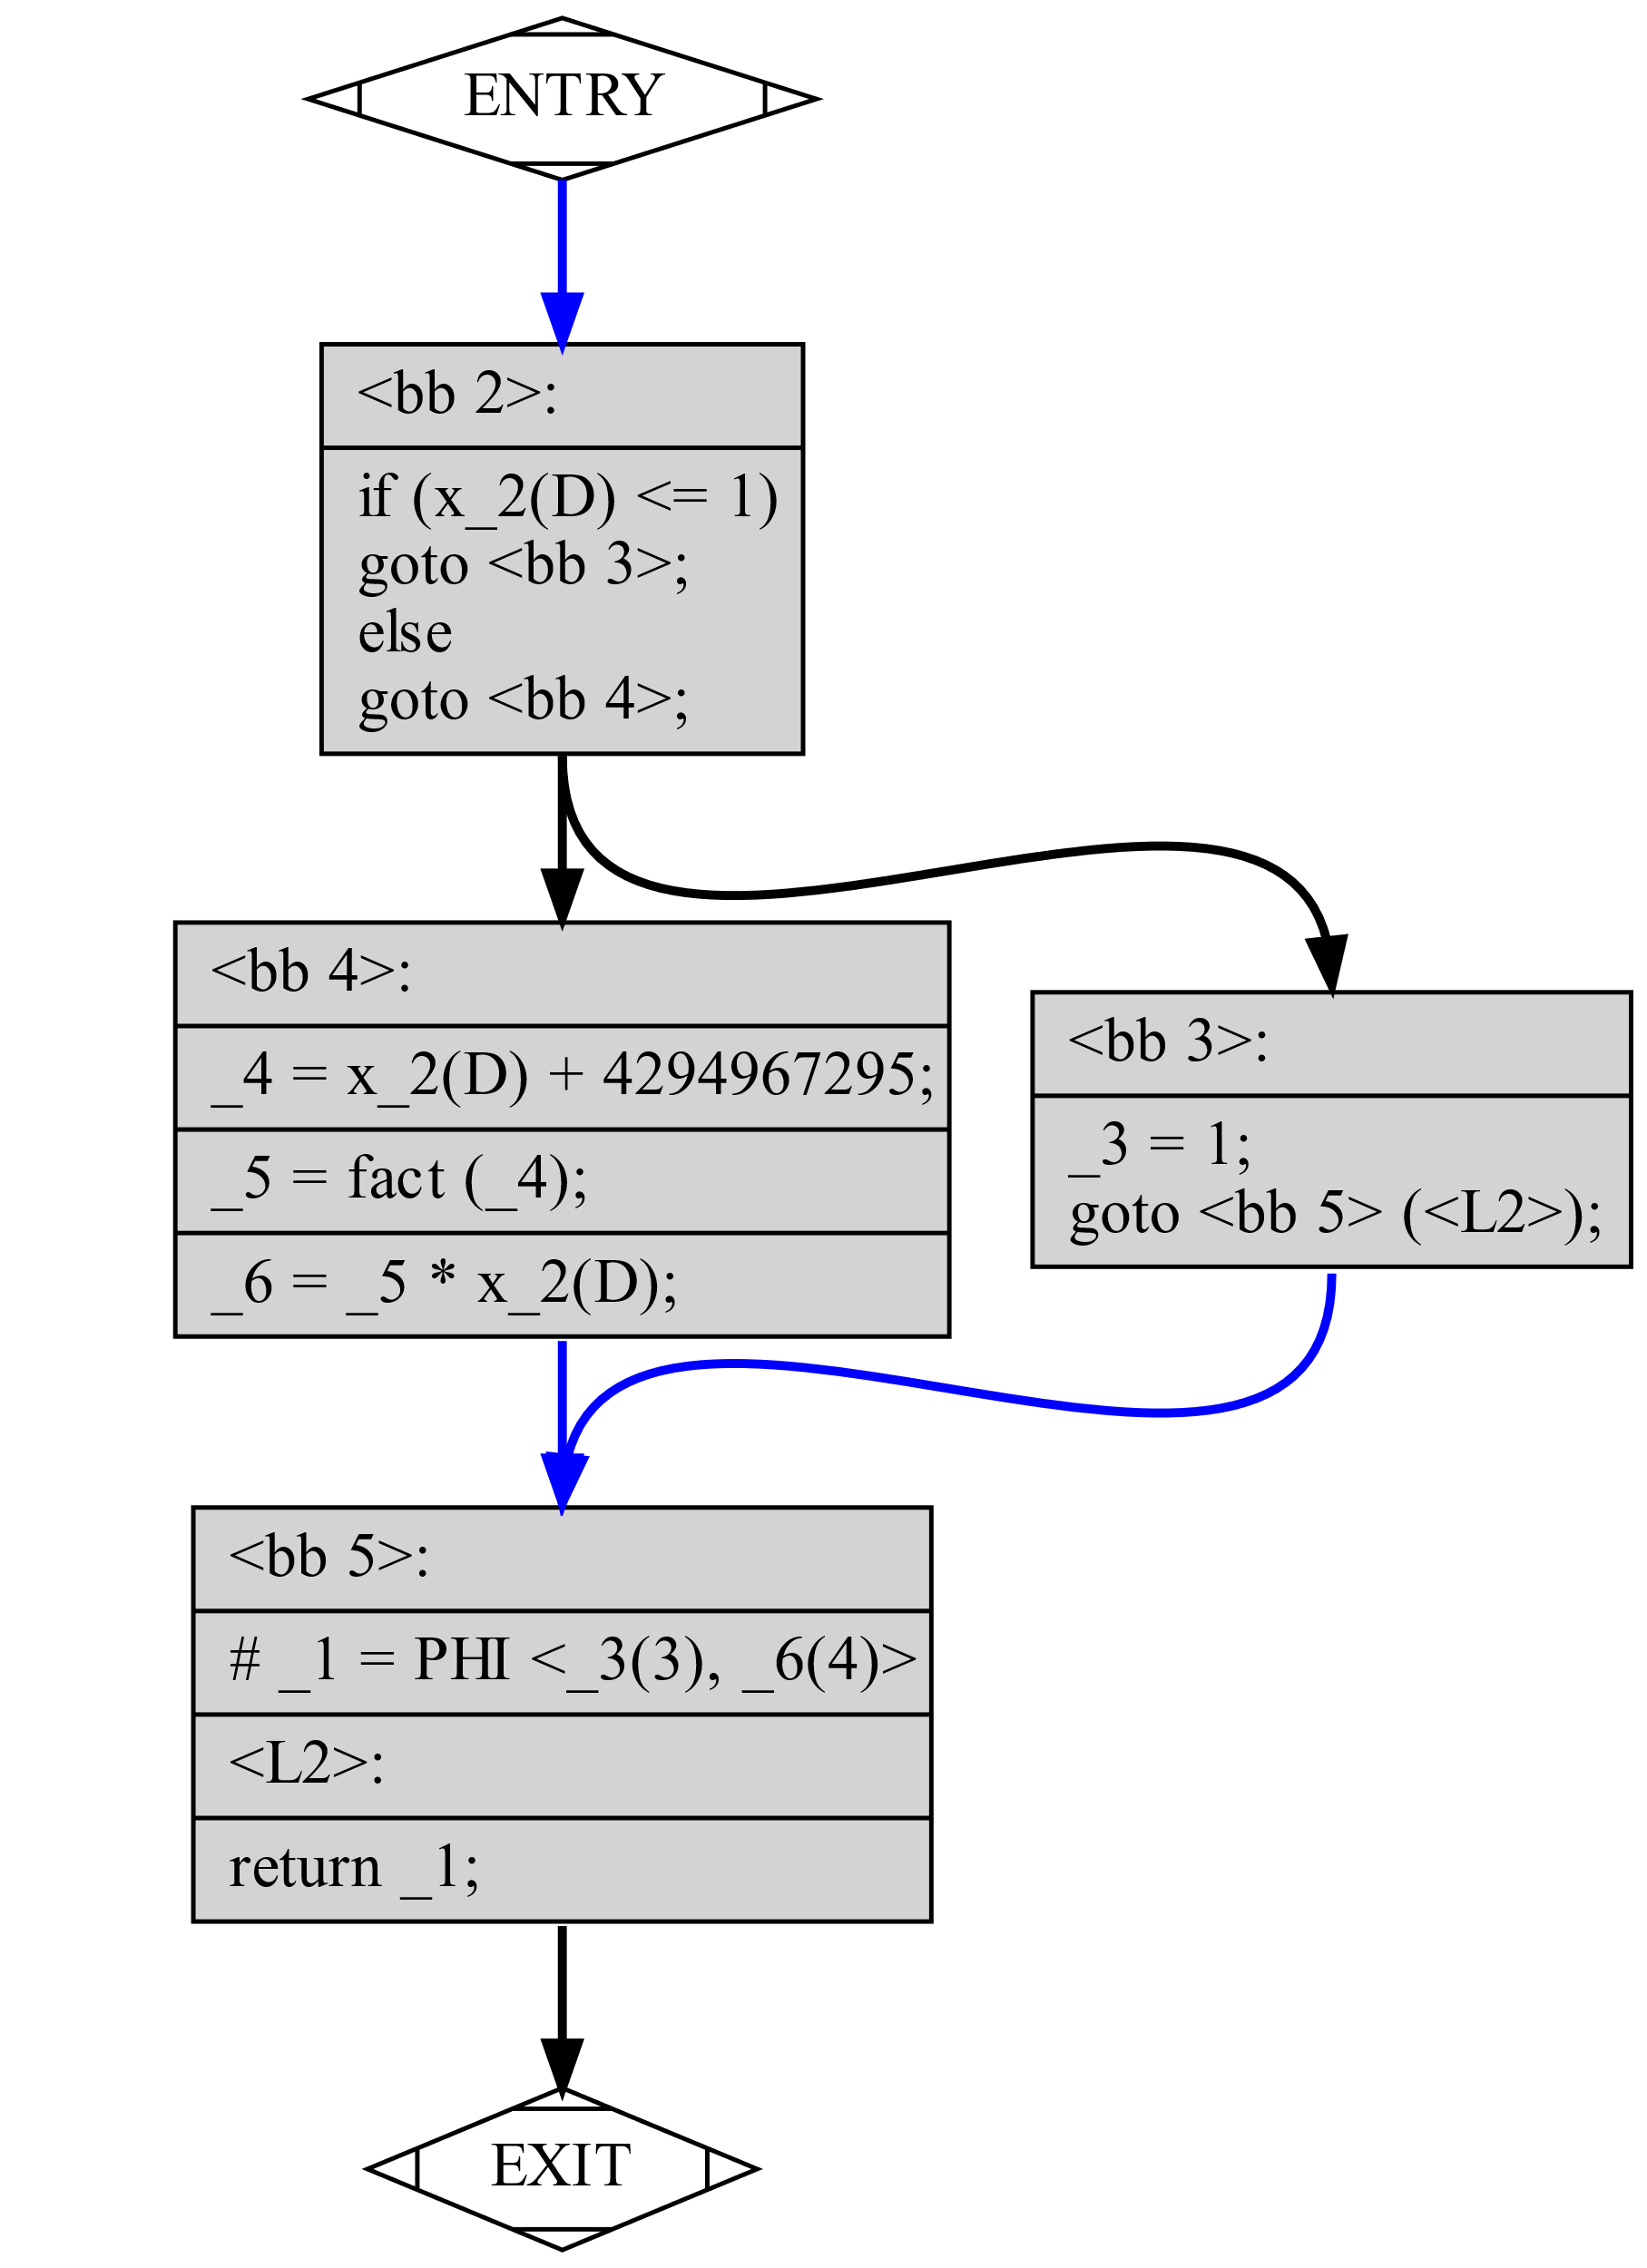 ENTRY
<bb 2>:
if (x_2(D) <= 1)
goto <bb 3>;
else
goto <bb 4>;
<bb 4>:
_4 = x_2(D) + 4294967295;
_5 = fact (_4);
_6 = _5 * x_2(D);
<bb 3>:
_3 = 1;
goto <bb 5> (<L2>);
<bb 5>:
# _1 = PHI <_3(3), _6(4)>
<L2>:
return _1;
EXIT